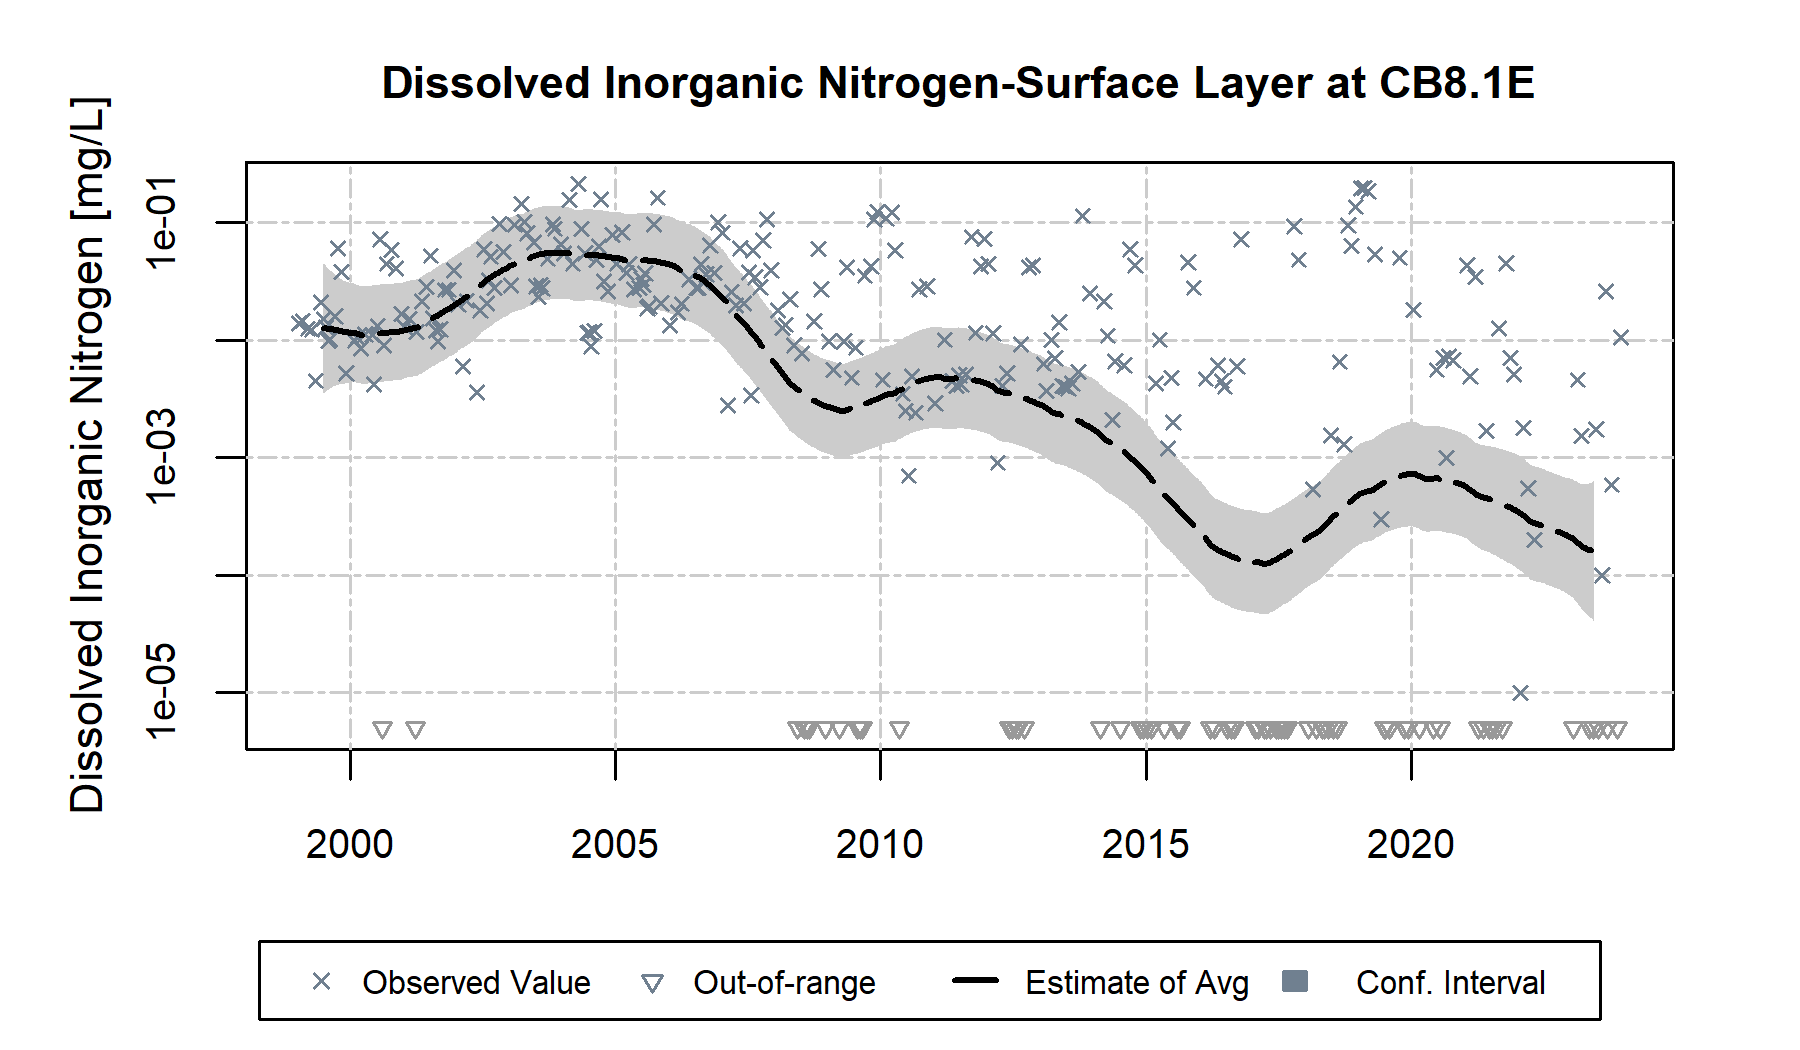 Dissolved Inorganic Nitrogen-Surface Layer at CB8.1E
Dissolved Inorganic Nitrogen [mg/L]
1e-01
1e-03
1e-05
2000 2005 2010 2015 2020
Observed Value Out-of-range Estimate of Avg Conf. Interval